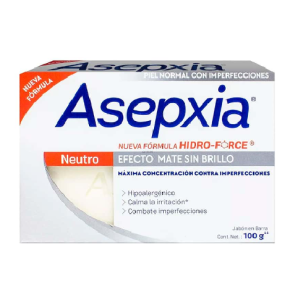 NUEVA
FÓRMULA
PIEL NORMAL CON IMPERFECCIONES
Asepxia®
NUEVA FÓRMULA HIDRO-FORCE®
Neutro EFECTO MATE SIN BRILLO
MÁXIMA CONCENTRACIÓN CONTRA IMPERFECCIONES
✓ Hipoalergénico
✓ Calma la irritación*
✓ Combate imperfecciones
Jabón en Barra
Cont. Net. 100 g